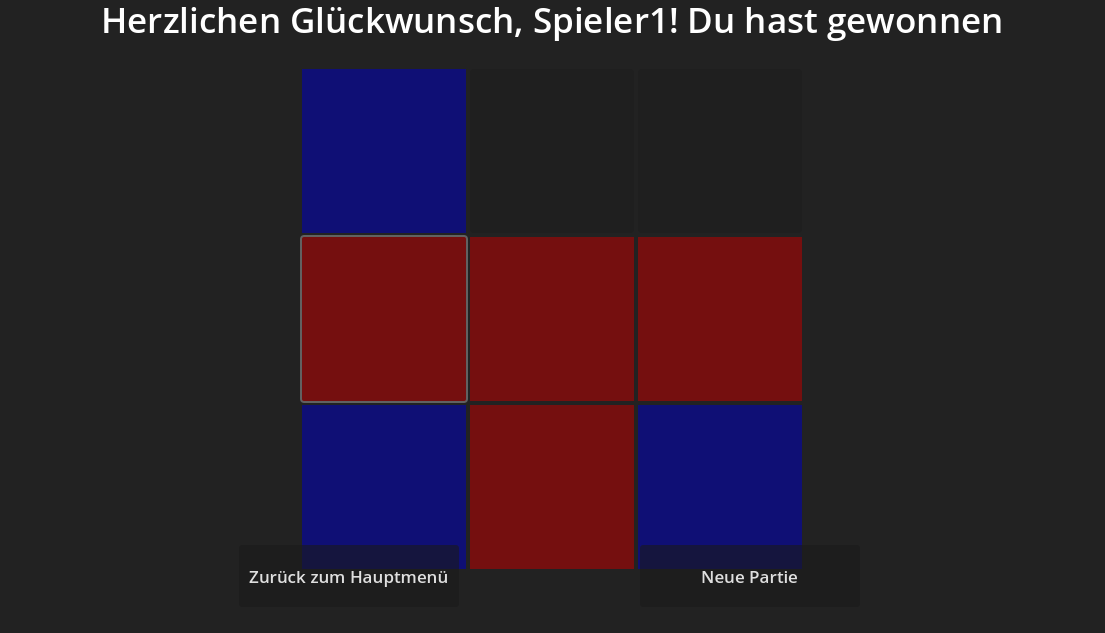 Herzlichen Glückwunsch, Spieler1! Du hast gewonnen
Zurück zum Hauptmenü
Neue Partie